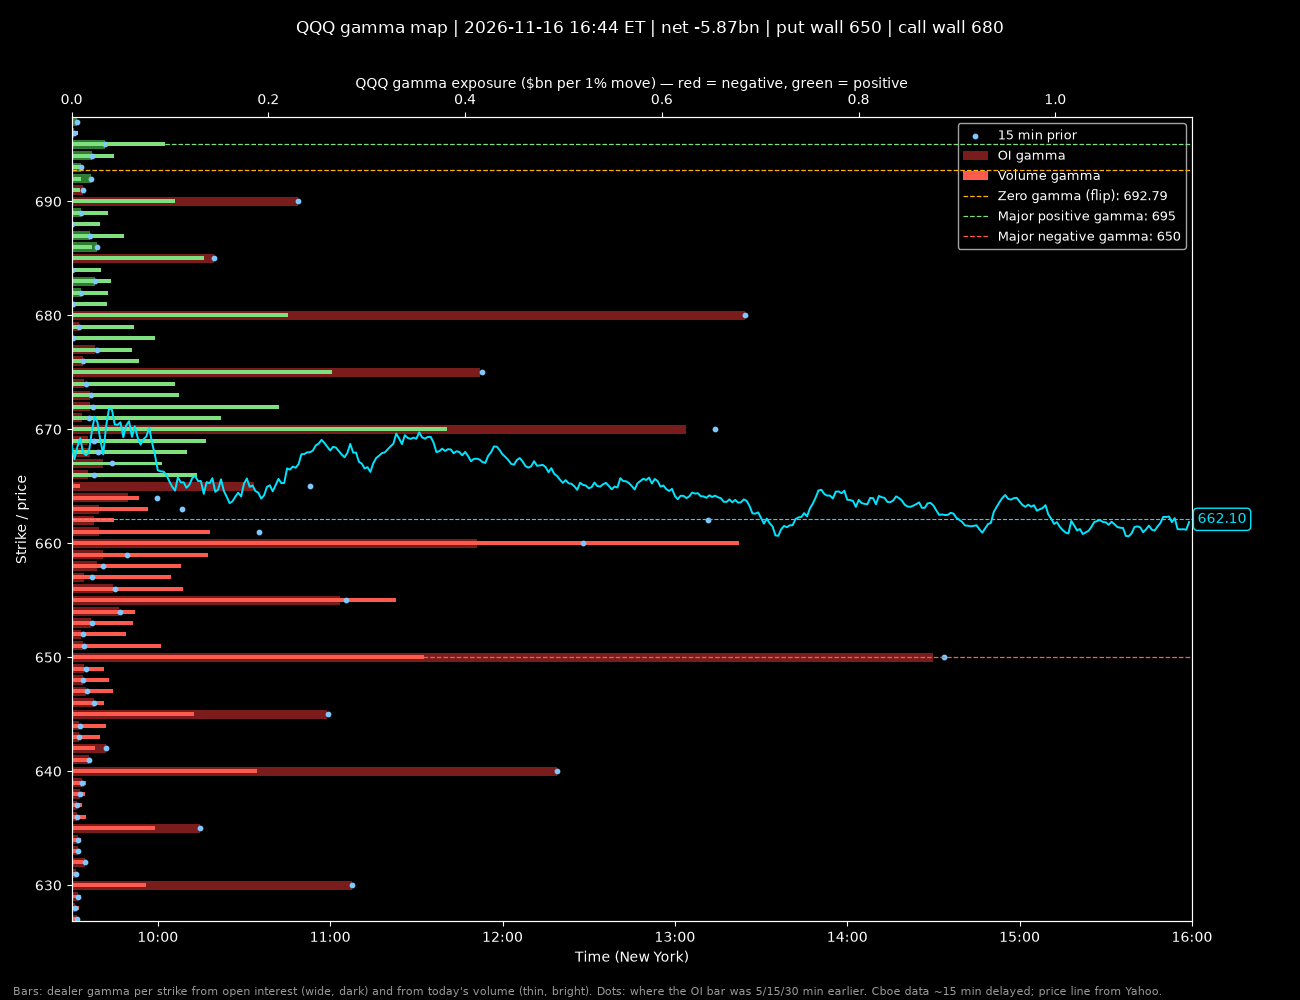 QQQ gamma map | 2026-11-16 16:44 ET | net -5.87bn | put wall 650 | call wall 680
QQQ gamma exposure ($bn per 1% move) — red = negative, green = positive
0.0 0.2 0.4 0.6 0.8 1.0
15 min prior
OI gamma
Volume gamma
Zero gamma (flip): 692.79
Major positive gamma: 695
Major negative gamma: 650
690
680
670
662.10
660
650
640
630
Strike / price
10:00 11:00 12:00 13:00 14:00 15:00 16:00
Time (New York)
Bars: dealer gamma per strike from open interest (wide, dark) and from today's volume (thin, bright). Dots: where the OI bar was 5/15/30 min earlier. Cboe data ~15 min delayed; price line from Yahoo.